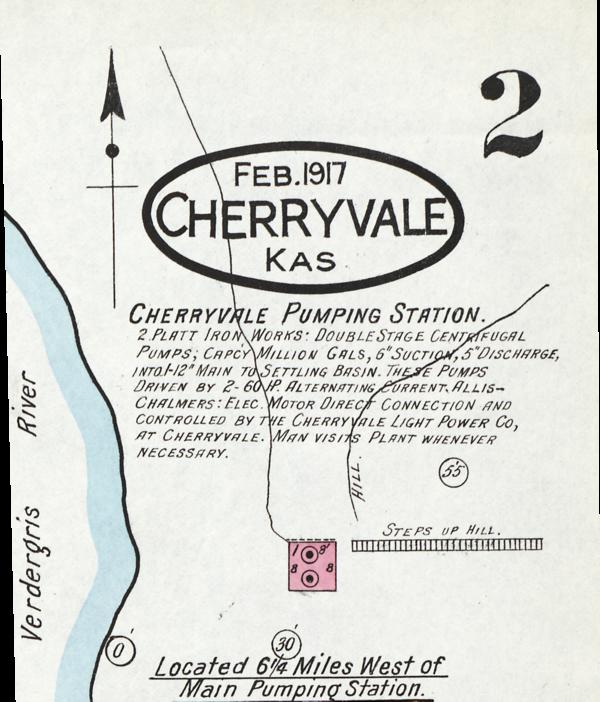 2
FEB. 1917
CHERRYVALE
KAS
CHERRYVALE PUMPING STATION.
2 PLATT IRON WORKS: DOUBLE STAGE CENTRIFUGAL
PUMPS; CAPCY MILLION GALS, 6" SUCTION, 5" DISCHARGE,
INTO 1-12" MAIN TO SETTLING BASIN. THESE PUMPS
DRIVEN BY 2-60 HP. ALTERNATING CURRENT. ALLIS-
CHALMERS: ELEC. MOTOR DIRECT CONNECTION AND
CONTROLLED BY THE CHERRYVALE LIGHT POWER CO,
AT CHERRYVALE. MAN VISITS PLANT WHENEVER
NECESSARY.
Verdergris River
HILL.
55
STEPS UP HILL.
1 9'
8 8
0'
30'
Located 6 1/4 Miles West of
Main Pumping Station.